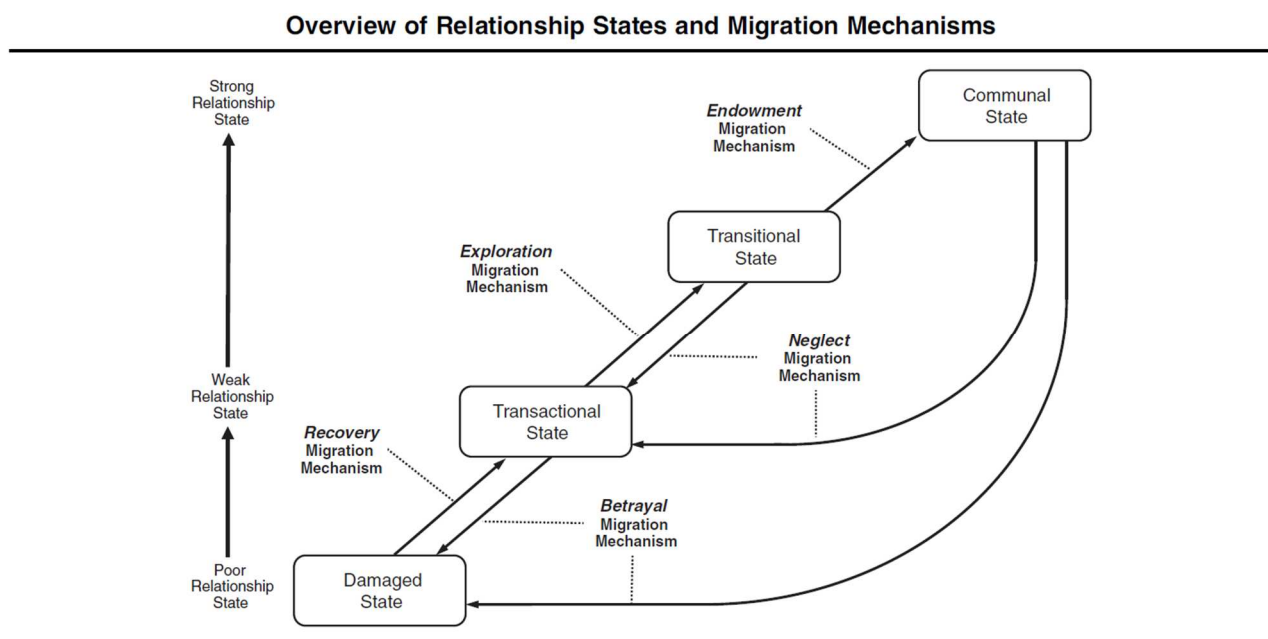 Overview of Relationship States and Migration Mechanisms
Strong
Relationship
State
Communal
State
Endowment
Migration
Mechanism
Transitional
State
Exploration
Migration
Mechanism
Neglect
Migration
Mechanism
Weak
Relationship
State
Transactional
State
Recovery
Migration
Mechanism
Betrayal
Migration
Mechanism
Poor
Relationship
State
Damaged
State